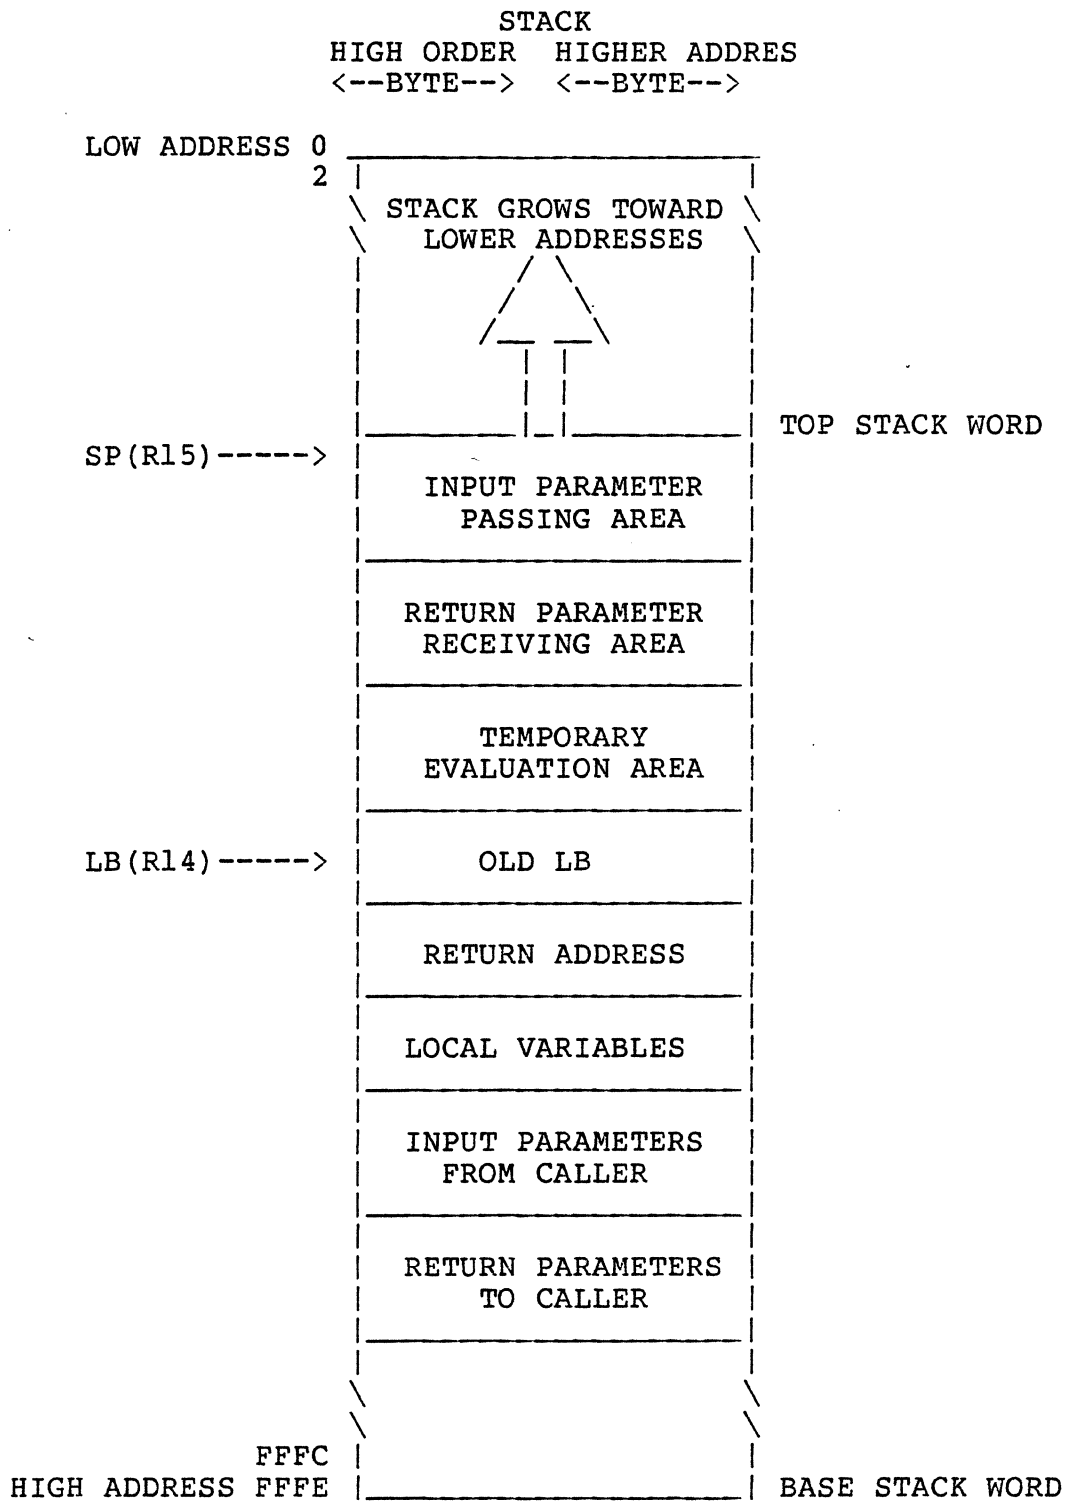 STACK
HIGH ORDER HIGHER ADDRES
<--BYTE--> <--BYTE-->
LOW ADDRESS 0
2
STACK GROWS TOWARD
LOWER ADDRESSES
TOP STACK WORD
SP(R15)----->
INPUT PARAMETER
PASSING AREA
RETURN PARAMETER
RECEIVING AREA
TEMPORARY
EVALUATION AREA
LB(R14)-----> OLD LB
RETURN ADDRESS
LOCAL VARIABLES
INPUT PARAMETERS
FROM CALLER
RETURN PARAMETERS
TO CALLER
FFFC
HIGH ADDRESS FFFE BASE STACK WORD